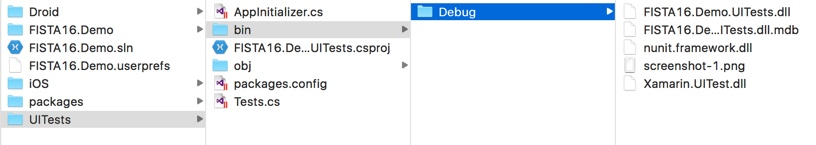 Droid
FISTA16.Demo
FISTA16.Demo.sln
FISTA16.Demo.userprefs
iOS
packages
UITests
AppInitializer.cs
bin
FISTA16.De...UITests.csproj
obj
packages.config
Tests.cs
Debug
FISTA16.Demo.UITests.dll
FISTA16.De...ITests.dll.mdb
nunit.framework.dll
screenshot-1.png
Xamarin.UITest.dll